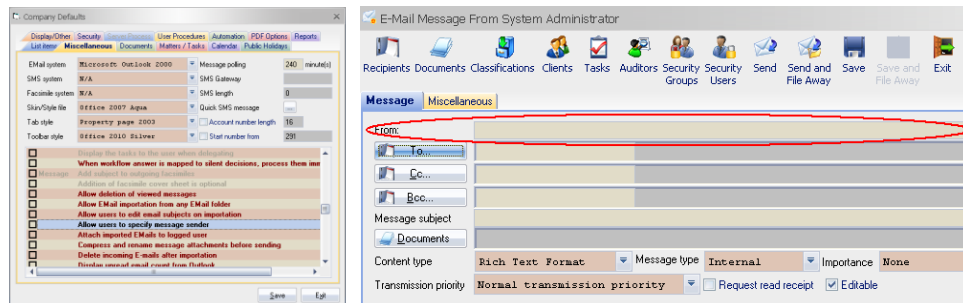 Company Defaults
Display/Other Security User Procedures Automation PDF Options Reports
List items Miscellaneous Documents Matters / Tasks Calendar Public Holidays
EMail system Microsoft Outlook 2000 Message polling 240 minute(s)
SMS system N/A SMS Gateway
Facsimile system N/A SMS length 0
Skin/Style file Office 2007 Aqua Quick SMS message ...
Tab style Property page 2003 Account number length 16
Toolbar style Office 2010 Silver Start number from 291
Display the tasks to the user when delegating
When workflow answer is mapped to silent decisions, process them imm
Message Add subject to outgoing facsimiles
Addition of facsimile cover sheet is optional
Allow deletion of viewed messages
Allow EMail importation from any EMail folder
Allow users to edit email subjects on importation
Allow users to specify message sender
Attach imported EMails to logged user
Compress and rename message attachments before sending
Delete incoming E-mails after importation
Display unread email count from Outlook
Save Exit
E-Mail Message From System Administrator
Recipients Documents Classifications Clients Tasks Auditors Security Groups Security Users Send Send and File Away Save Save and File Away Exit
Message Miscellaneous
From:
To...
Cc...
Bcc...
Message subject
Documents
Content type Rich Text Format Message type Internal Importance None
Transmission priority Normal transmission priority Request read receipt Editable